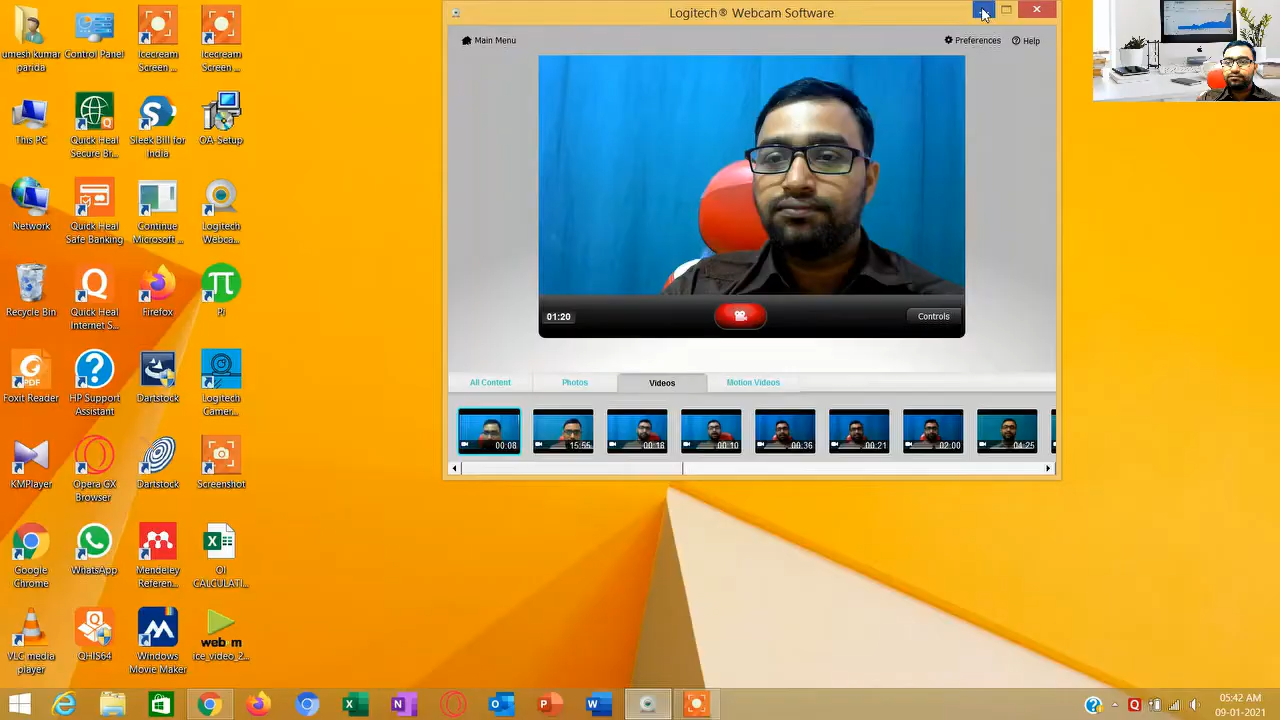 Logitech® Webcam Software
Main Menu
Preferences
Help
01:20
Controls
All Content
Photos
Videos
Motion Videos
00:08
15:55
00:18
00:10
00:36
00:21
02:00
04:25
umesh kumar
parida
Control Panel
Icecream
Screen ...
Icecream
Screen ...
This PC
Quick Heal
Secure Br...
Sleek Bill for
India
OA-Setup
Network
Quick Heal
Safe Banking
Continue
Microsoft ...
Logitech
Webca...
Recycle Bin
Quick Heal
Internet S...
Firefox
Pi
PDF
Foxit Reader
HP Support
Assistant
Dartstock
Logitech
Camer...
KMPlayer
Opera GX
Browser
Dartstock
Screenshot
Google
Chrome
WhatsApp
Mendeley
Referen...
OI
CALCULATI...
VLC media
player
QHIS64
Windows
Movie Maker
webm
ice_video_2...
05:42 AM
09-01-2021